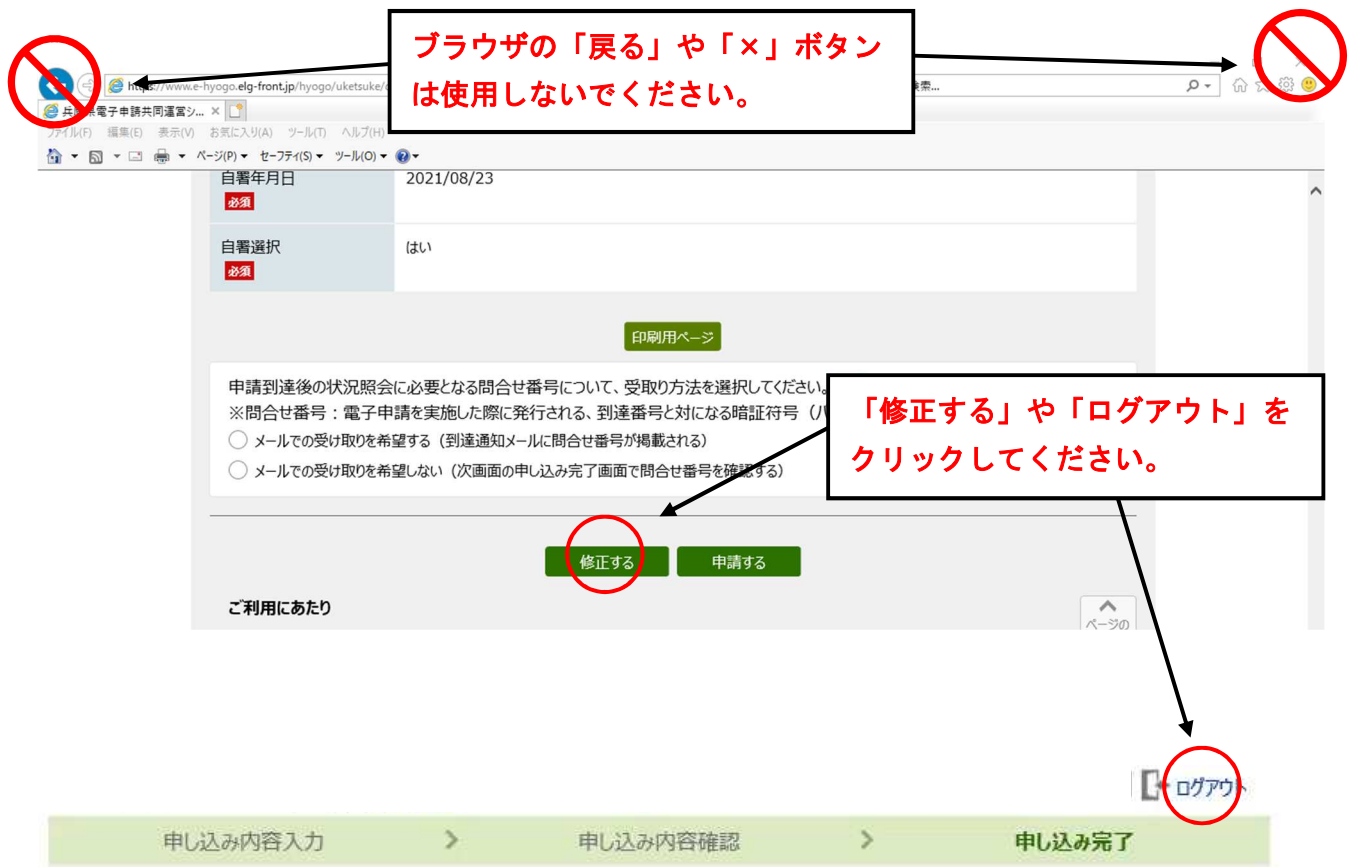 ブラウザの「戻る」や「×」ボタン
は使用しないでください。
https://www.e-hyogo.elg-front.jp/hyogo/uketsuke/
検索...
兵庫県電子申請共同運営シ... ×
ファイル(F) 編集(E) 表示(V) お気に入り(A) ツール(T) ヘルプ(H)
ページ(P) セーフティ(S) ツール(O)
自署年月日
必須
2021/08/23
自署選択
必須
はい
印刷用ページ
申請到達後の状況照会に必要となる問合せ番号について、受取り方法を選択してください。
※問合せ番号：電子申請を実施した際に発行される、到達番号と対になる暗証符号（パ
メールでの受け取りを希望する（到達通知メールに問合せ番号が掲載される）
メールでの受け取りを希望しない（次画面の申し込み完了画面で問合せ番号を確認する）
「修正する」や「ログアウト」を
クリックしてください。
修正する 申請する
ご利用にあたり
ページの
ログアウト
申し込み内容入力 > 申し込み内容確認 > 申し込み完了